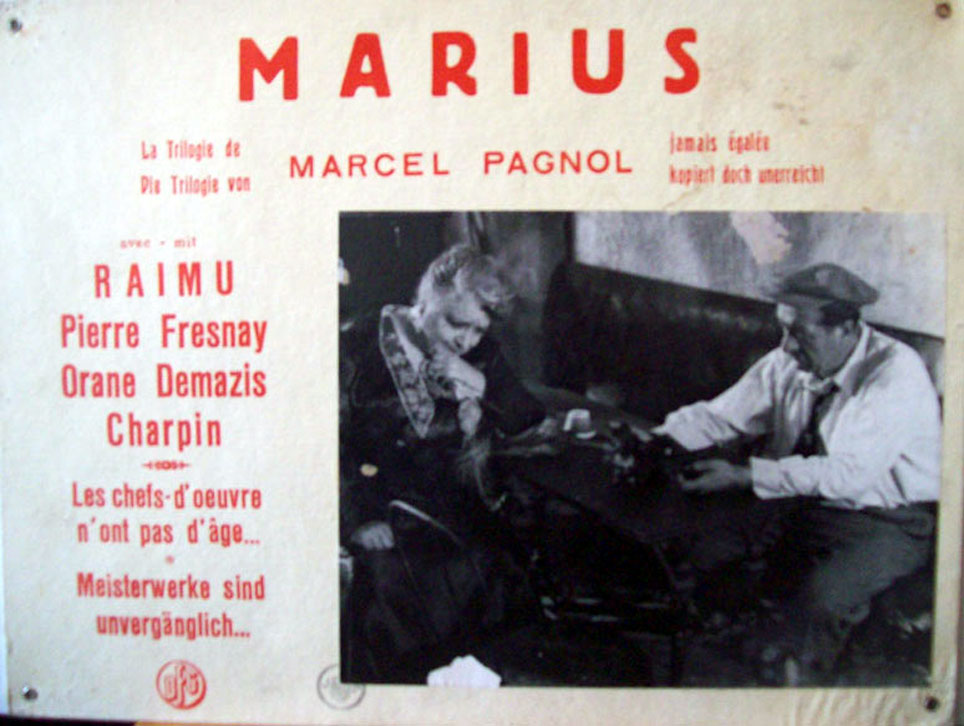 MARIUS
La Trilogie de
Die Trilogie von
MARCEL PAGNOL
jamais égalée
kopiert doch unerreicht
avec - mit
RAIMU
Pierre Fresnay
Orane Demazis
Charpin
Les chefs-d'oeuvre
n'ont pas d'âge...
Meisterwerke sind
unvergänglich...